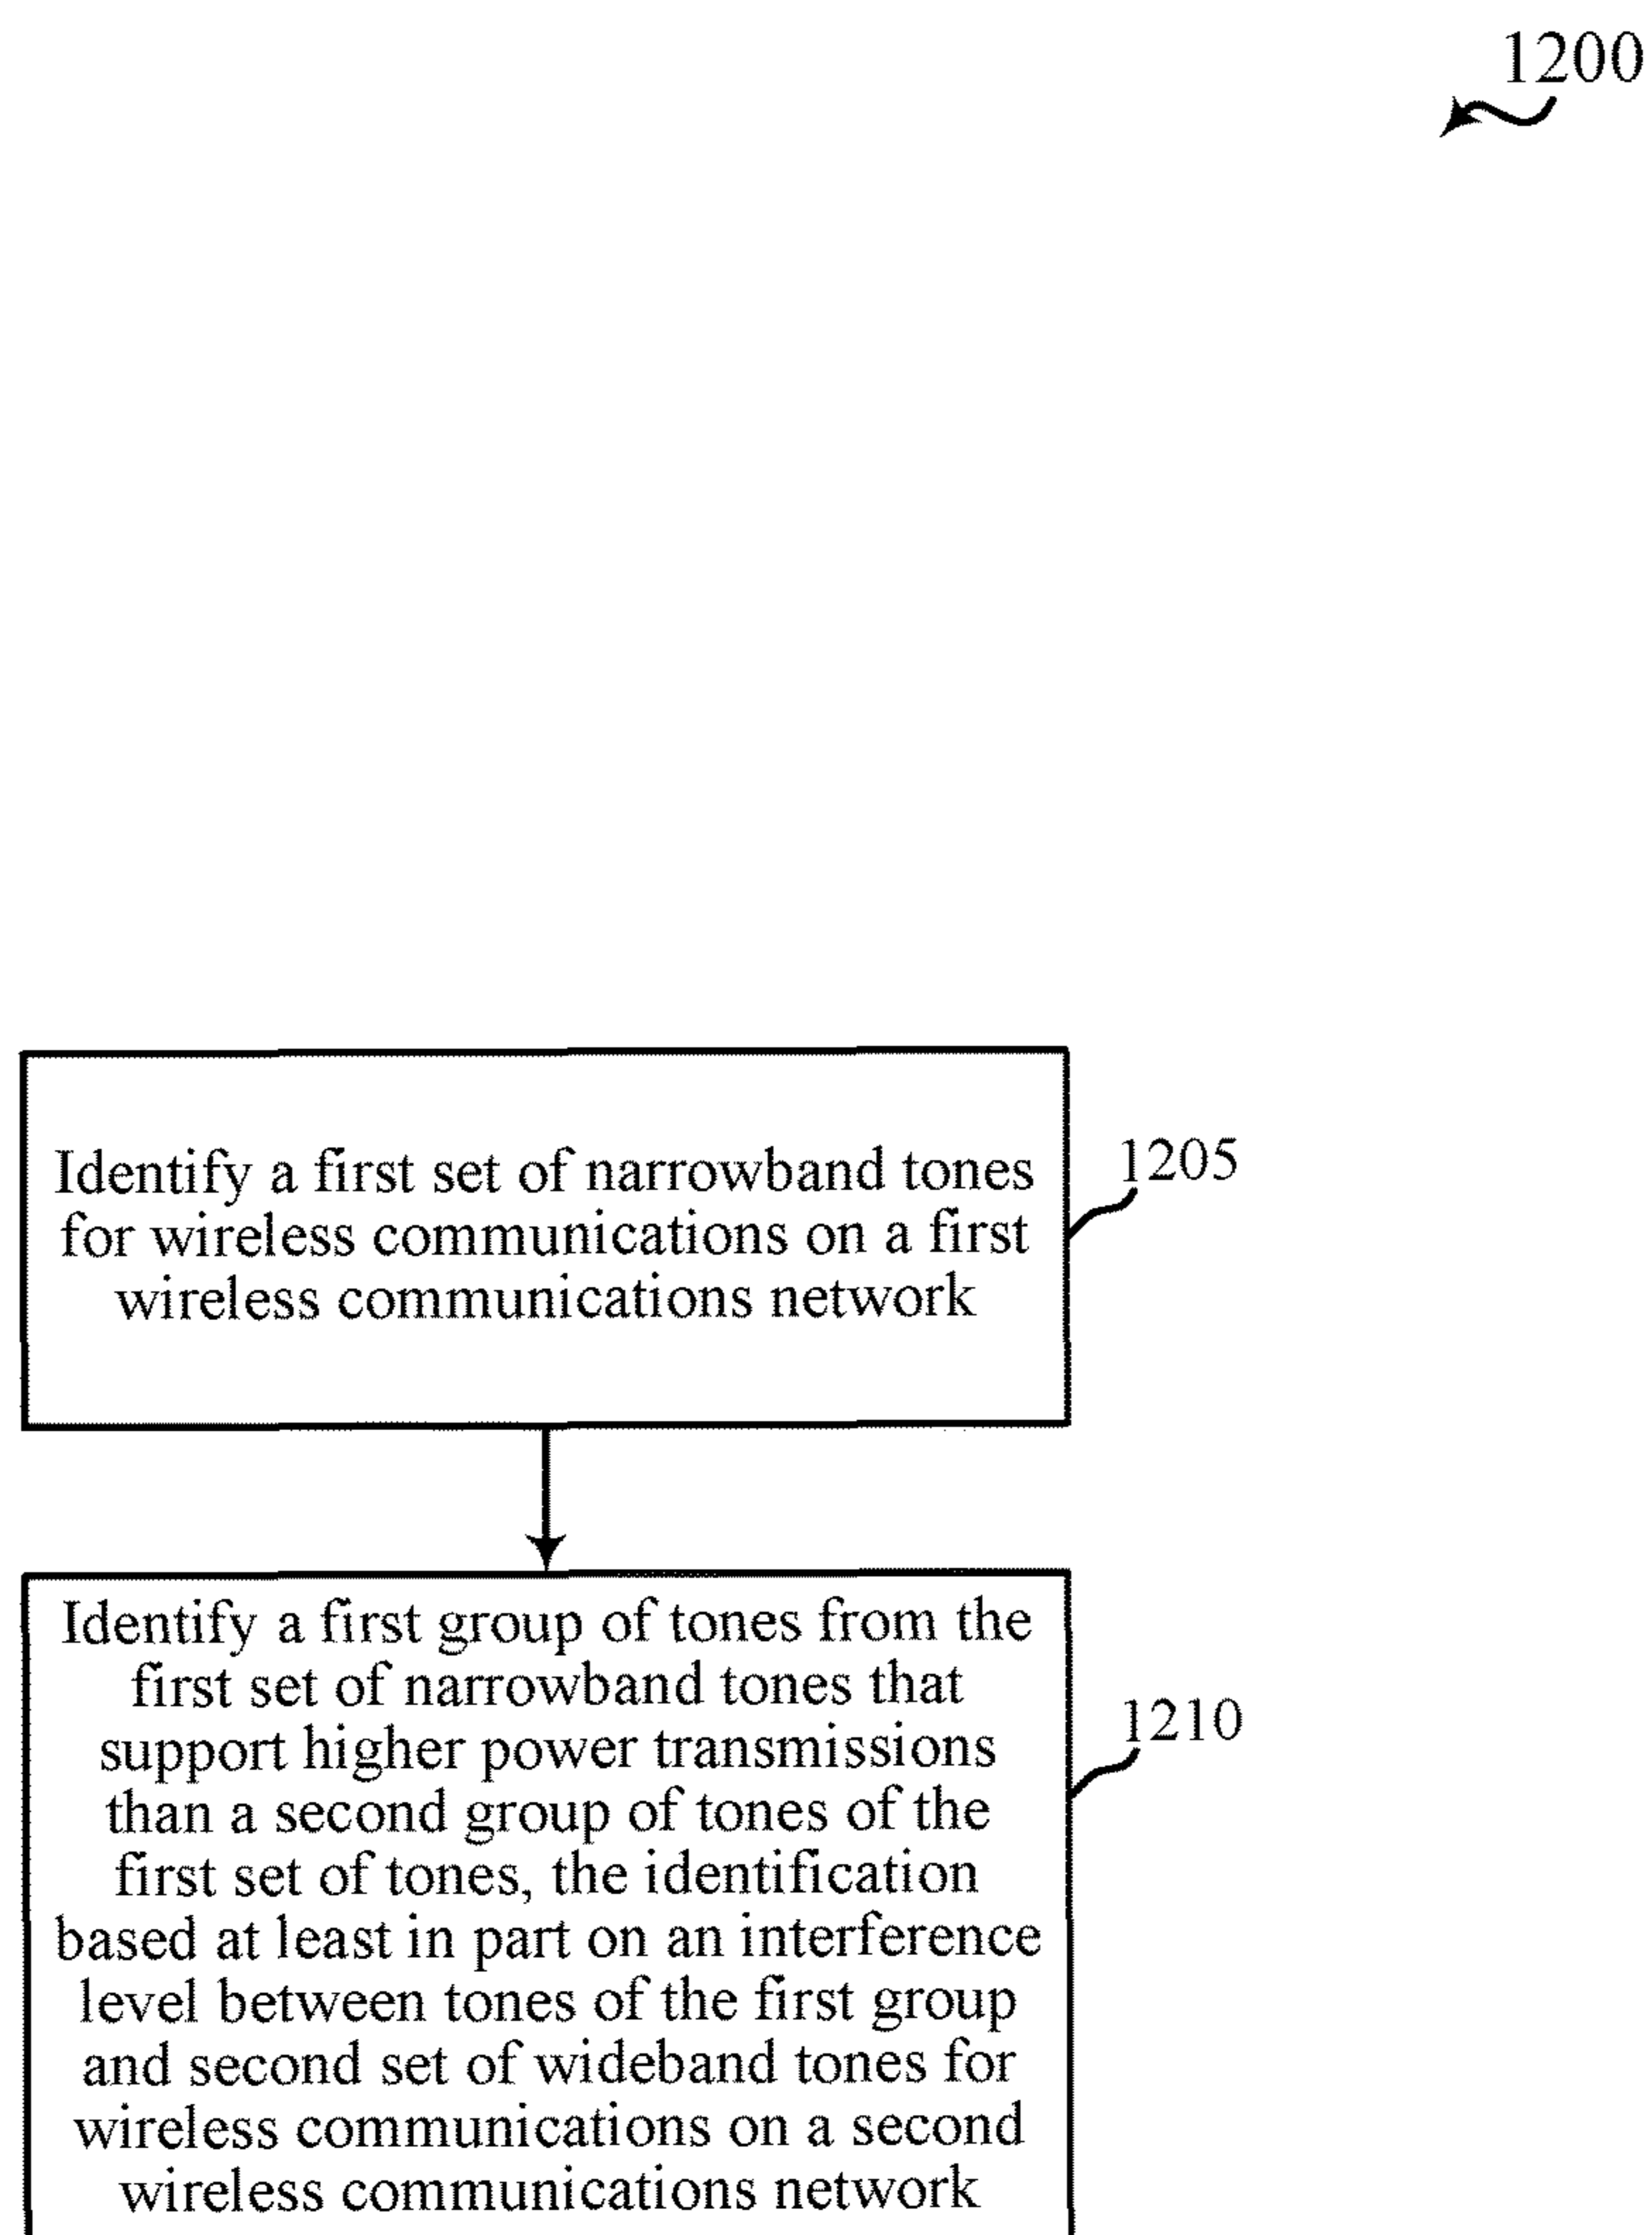 1200
Identify a first set of narrowband tones
for wireless communications on a first
wireless communications network
1205
Identify a first group of tones from the
first set of narrowband tones that
support higher power transmissions
than a second group of tones of the
first set of tones, the identification
based at least in part on an interference
level between tones of the first group
and second set of wideband tones for
wireless communications on a second
wireless communications network
1210